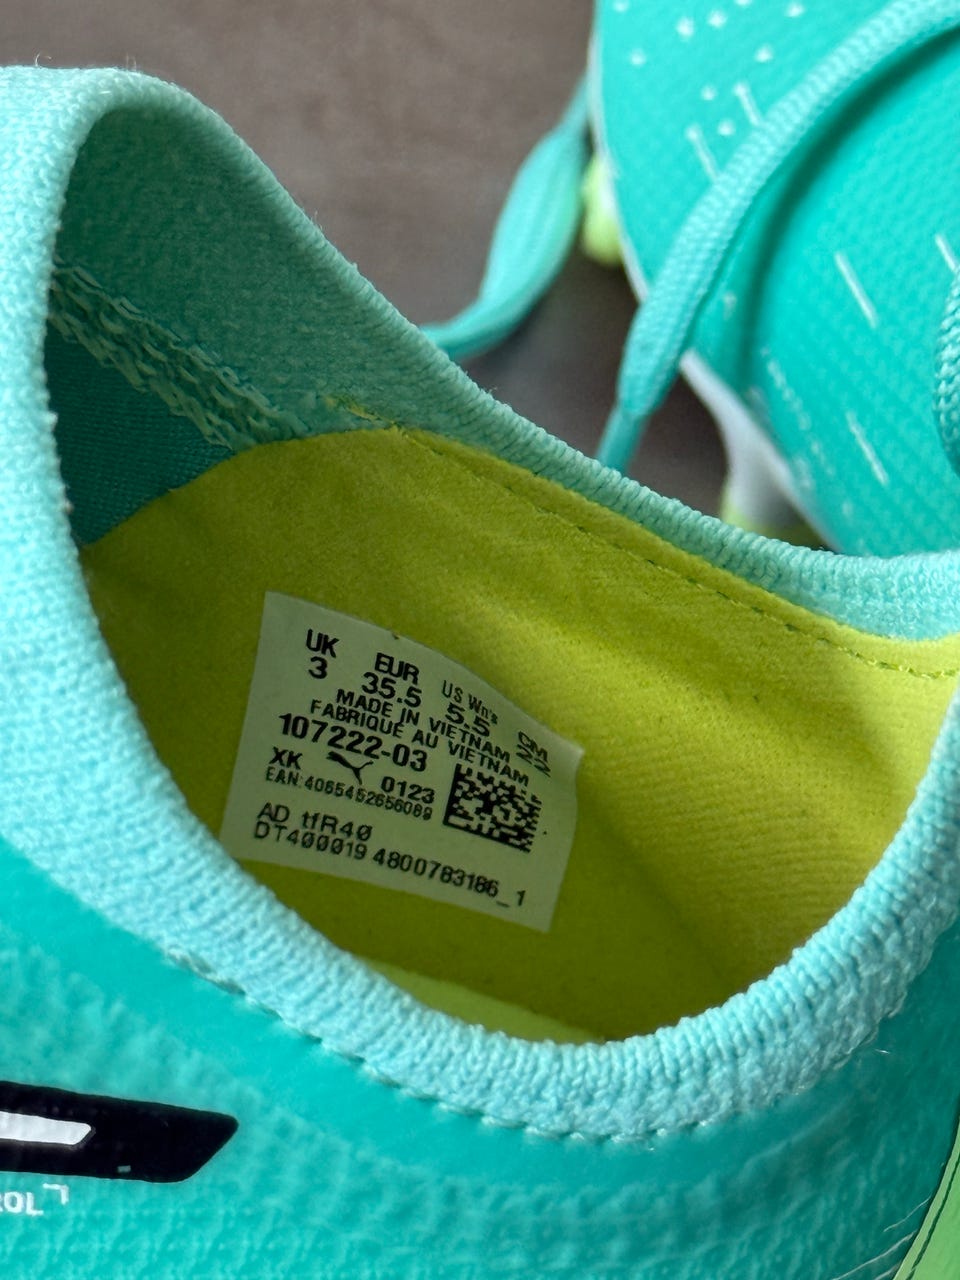 UK EUR US Wn's CM
3 35.5 5.5 22
MADE IN VIETNAM
FABRIQUE AU VIETNAM
107222-03
XK 0123
EAN:4065452656089
AD tfR40
DT400019 4800783186_1
ROL